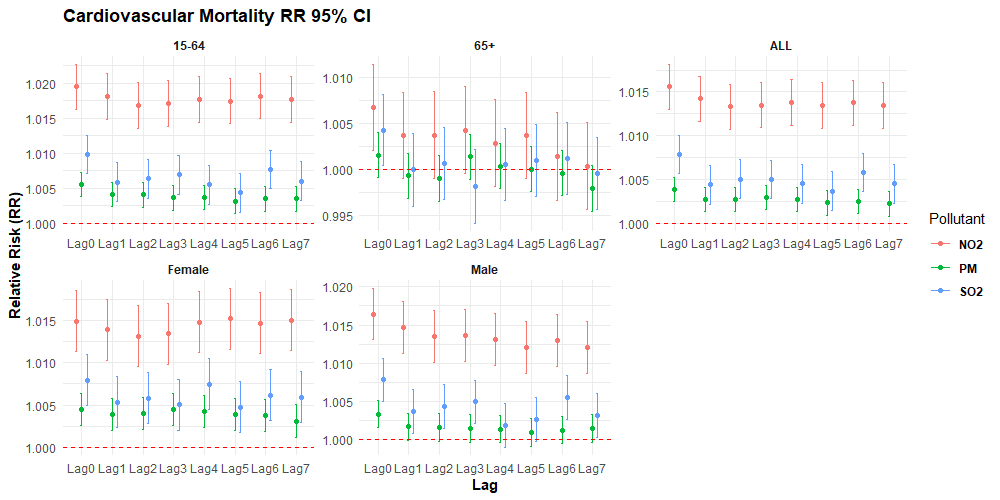 Cardiovascular Mortality RR 95% CI
15-64
65+
ALL
1.020
1.015
1.010
1.005
1.000
1.010
1.005
1.000
0.995
1.015
1.010
1.005
1.000
Lag0 Lag1 Lag2 Lag3 Lag4 Lag5 Lag6 Lag7
Lag0 Lag1 Lag2 Lag3 Lag4 Lag5 Lag6 Lag7
Lag0 Lag1 Lag2 Lag3 Lag4 Lag5 Lag6 Lag7
Relative Risk (RR)
Female
Male
1.015
1.010
1.005
1.000
1.020
1.015
1.010
1.005
1.000
Lag0 Lag1 Lag2 Lag3 Lag4 Lag5 Lag6 Lag7
Lag0 Lag1 Lag2 Lag3 Lag4 Lag5 Lag6 Lag7
Lag
Pollutant
NO2
PM
SO2